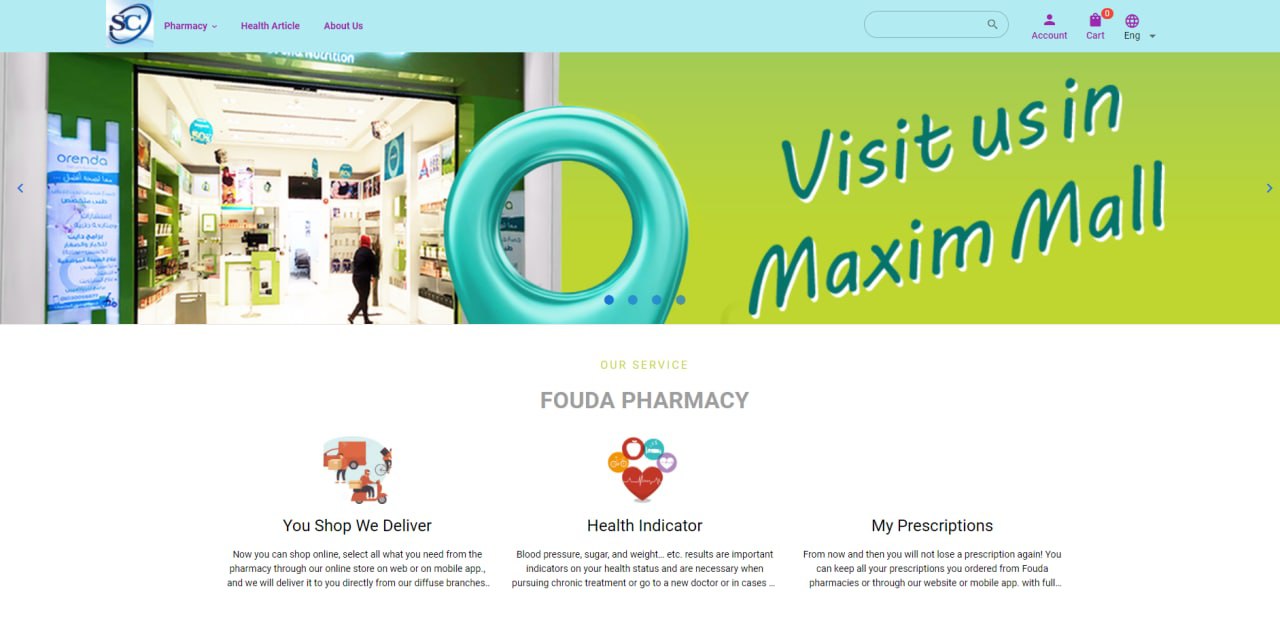 SC
Pharmacy
Health Article
About Us
Account
0
Cart
Eng
orenda
Visit us in
Maxim Mall
OUR SERVICE
FOUDA PHARMACY
You Shop We Deliver
Now you can shop online, select all what you need from the
pharmacy through our online store on web or on mobile app.,
and we will deliver it to you directly from our diffuse branches..
Health Indicator
Blood pressure, sugar, and weight... etc. results are important
indicators on your health status and are necessary when
pursuing chronic treatment or go to a new doctor or in cases ...
My Prescriptions
From now and then you will not lose a prescription again! You
can keep all your prescriptions you ordered from Fouda
pharmacies or through our website or mobile app. with full...